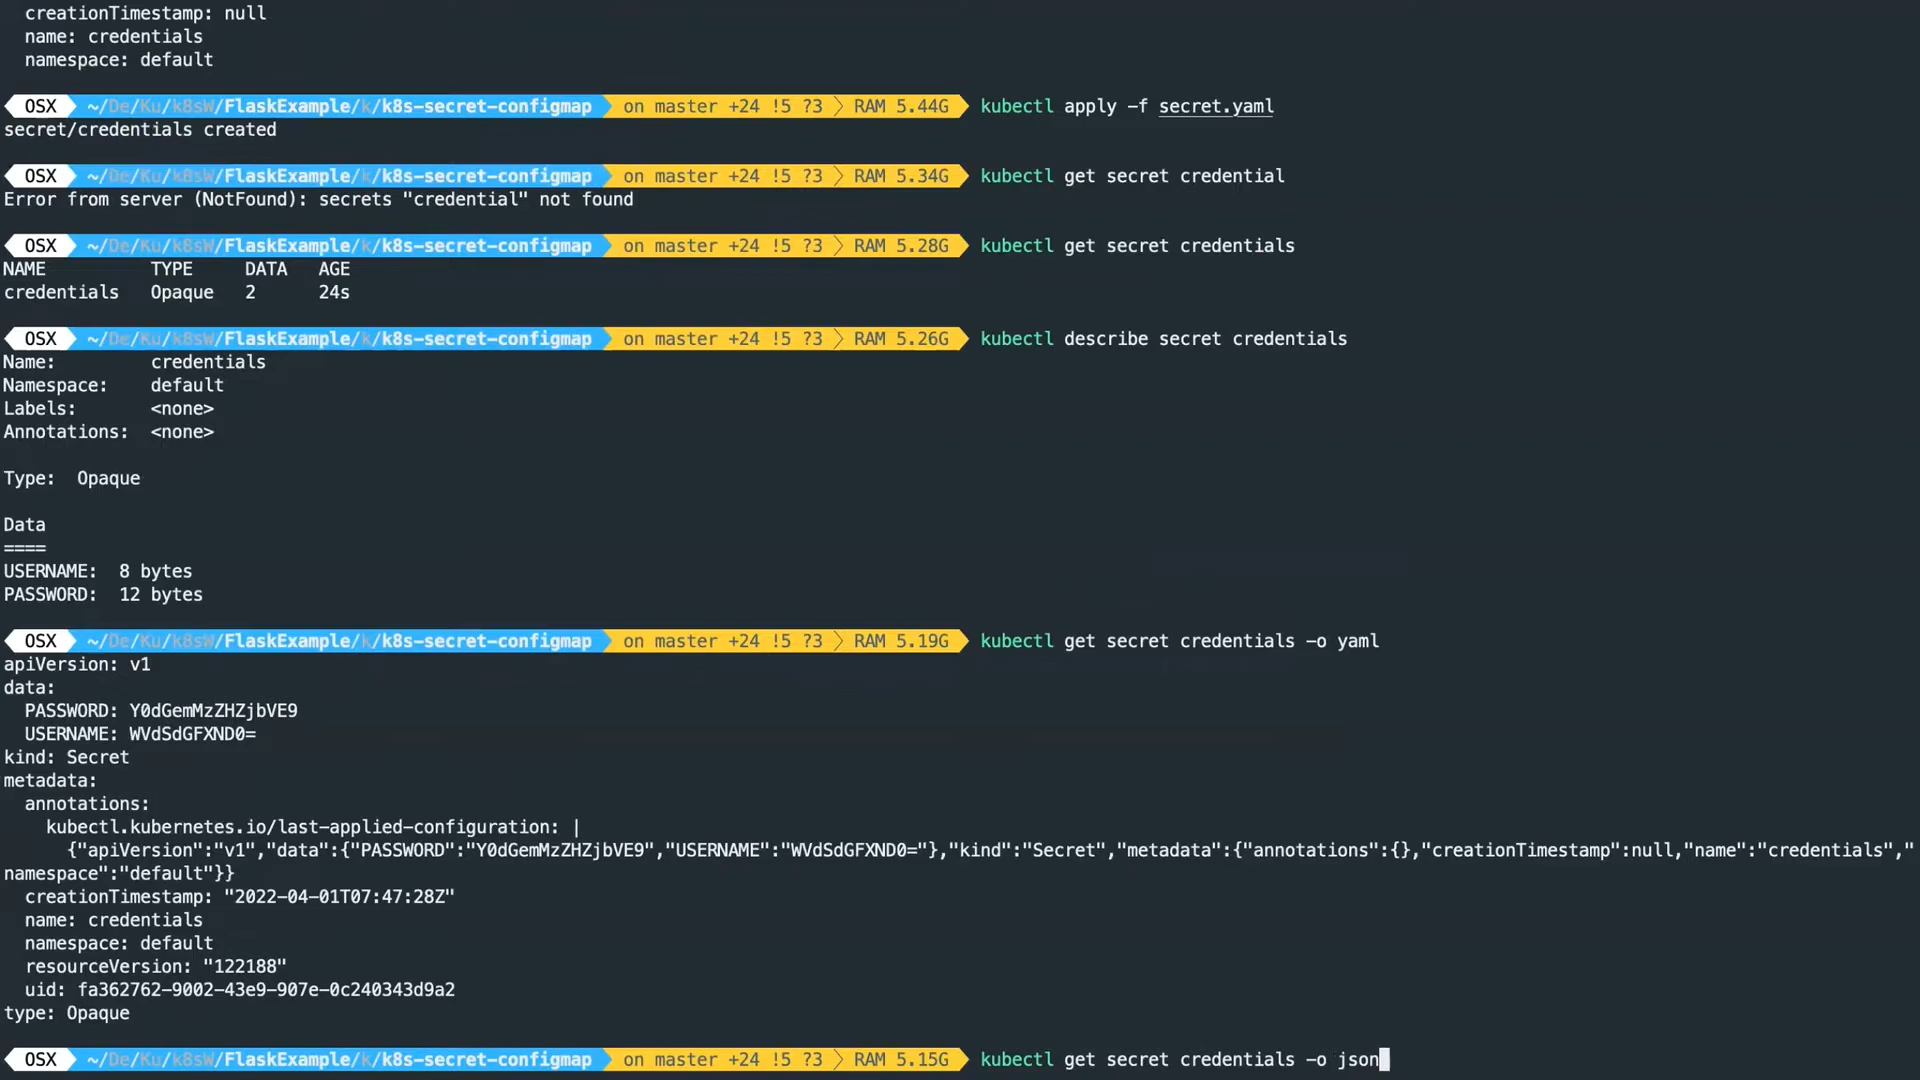 creationTimestamp: null
name: credentials
namespace: default
OSX ~/De/Ku/k8sW/FlaskExample/k/k8s-secret-configmap on master +24 !5 ?3 RAM 5.44G kubectl apply -f secret.yaml
secret/credentials created
OSX ~/De/Ku/k8sW/FlaskExample/k/k8s-secret-configmap on master +24 !5 ?3 RAM 5.34G kubectl get secret credential
Error from server (NotFound): secrets "credential" not found
OSX ~/De/Ku/k8sW/FlaskExample/k/k8s-secret-configmap on master +24 !5 ?3 RAM 5.28G kubectl get secret credentials
NAME TYPE DATA AGE
credentials Opaque 2 24s
OSX ~/De/Ku/k8sW/FlaskExample/k/k8s-secret-configmap on master +24 !5 ?3 RAM 5.26G kubectl describe secret credentials
Name: credentials
Namespace: default
Labels: <none>
Annotations: <none>
Type: Opaque
Data
====
USERNAME: 8 bytes
PASSWORD: 12 bytes
OSX ~/De/Ku/k8sW/FlaskExample/k/k8s-secret-configmap on master +24 !5 ?3 RAM 5.19G kubectl get secret credentials -o yaml
apiVersion: v1
data:
PASSWORD: Y0dGemMzZHZjbVE9
USERNAME: WVdSdGFXND0=
kind: Secret
metadata:
annotations:
kubectl.kubernetes.io/last-applied-configuration: |
{"apiVersion":"v1","data":{"PASSWORD":"Y0dGemMzZHZjbVE9","USERNAME":"WVdSdGFXND0="},"kind":"Secret","metadata":{"annotations":{},"creationTimestamp":null,"name":"credentials","
namespace":"default"}}
creationTimestamp: "2022-04-01T07:47:28Z"
name: credentials
namespace: default
resourceVersion: "122188"
uid: fa362762-9002-43e9-907e-0c240343d9a2
type: Opaque
OSX ~/De/Ku/k8sW/FlaskExample/k/k8s-secret-configmap on master +24 !5 ?3 RAM 5.15G kubectl get secret credentials -o json